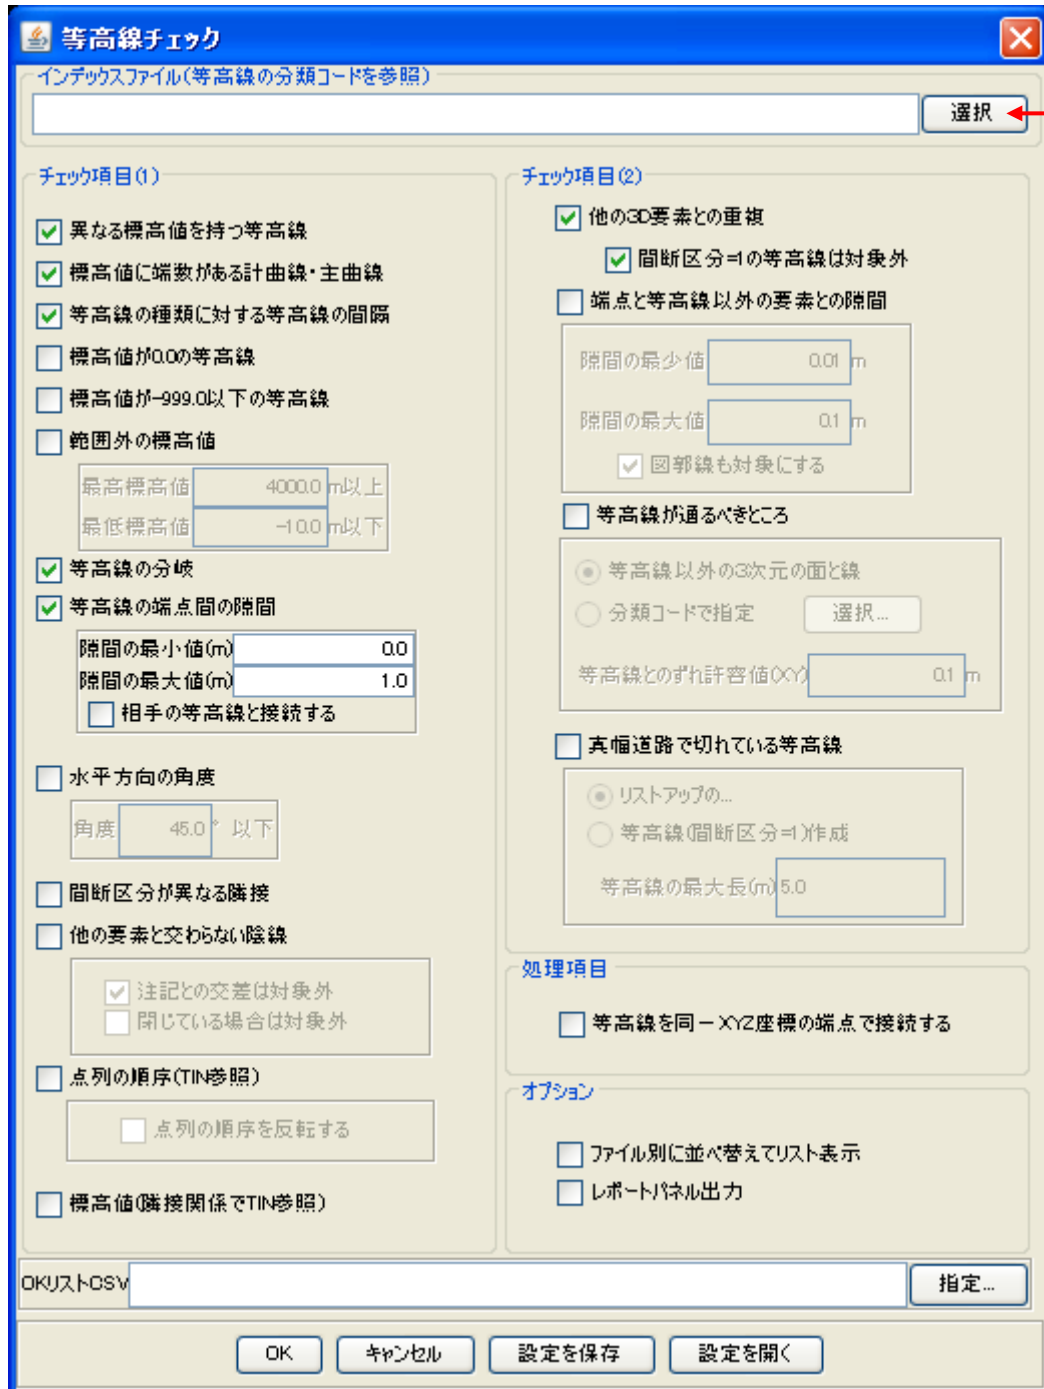 等高線チェック
インデックスファイル(等高線の分類コードを参照)
選択
チェック項目(1)
異なる標高値を持つ等高線
標高値に端数がある計曲線・主曲線
等高線の種類に対する等高線の間隔
標高値が0.0の等高線
標高値が-999.0以下の等高線
範囲外の標高値
最高標高値 4000.0 m以上
最低標高値 -10.0 m以下
等高線の分岐
等高線の端点間の隙間
隙間の最小値(m) 0.0
隙間の最大値(m) 1.0
相手の等高線と接続する
水平方向の角度
角度 45.0 ° 以下
間断区分が異なる隣接
他の要素と交わらない陰線
注記との交差は対象外
閉じている場合は対象外
点列の順序(TIN参照)
点列の順序を反転する
標高値(隣接関係でTIN参照)
チェック項目(2)
他の3D要素との重複
間断区分=1の等高線は対象外
端点と等高線以外の要素との隙間
隙間の最少値 0.01 m
隙間の最大値 0.1 m
図郭線も対象にする
等高線が通るべきところ
等高線以外の3次元の面と線
分類コードで指定 選択...
等高線とのずれ許容値(XY) 0.1 m
真幅道路で切れている等高線
リストアップの...
等高線(間断区分=1)作成
等高線の最大長(m) 5.0
処理項目
等高線を同一XYZ座標の端点で接続する
オプション
ファイル別に並べ替えてリスト表示
レポートパネル出力
OKリストCSV 指定...
OK キャンセル 設定を保存 設定を開く